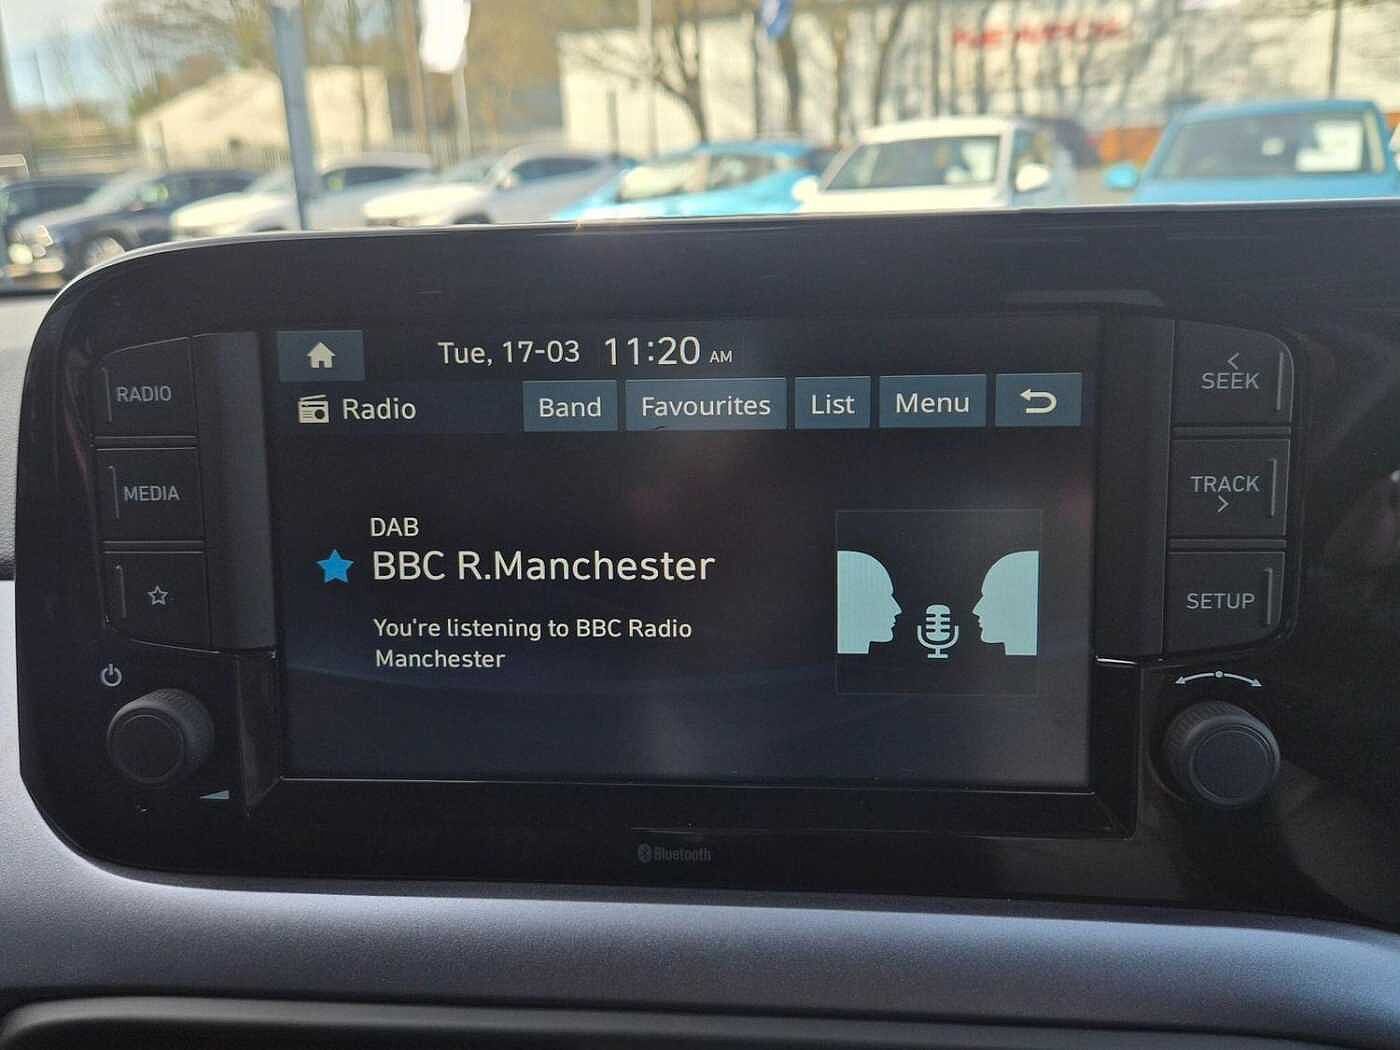 Tue, 17-03 11:20 AM
Radio Band Favourites List Menu
RADIO
MEDIA
DAB
BBC R.Manchester
You're listening to BBC Radio
Manchester
SEEK
TRACK
SETUP
Bluetooth